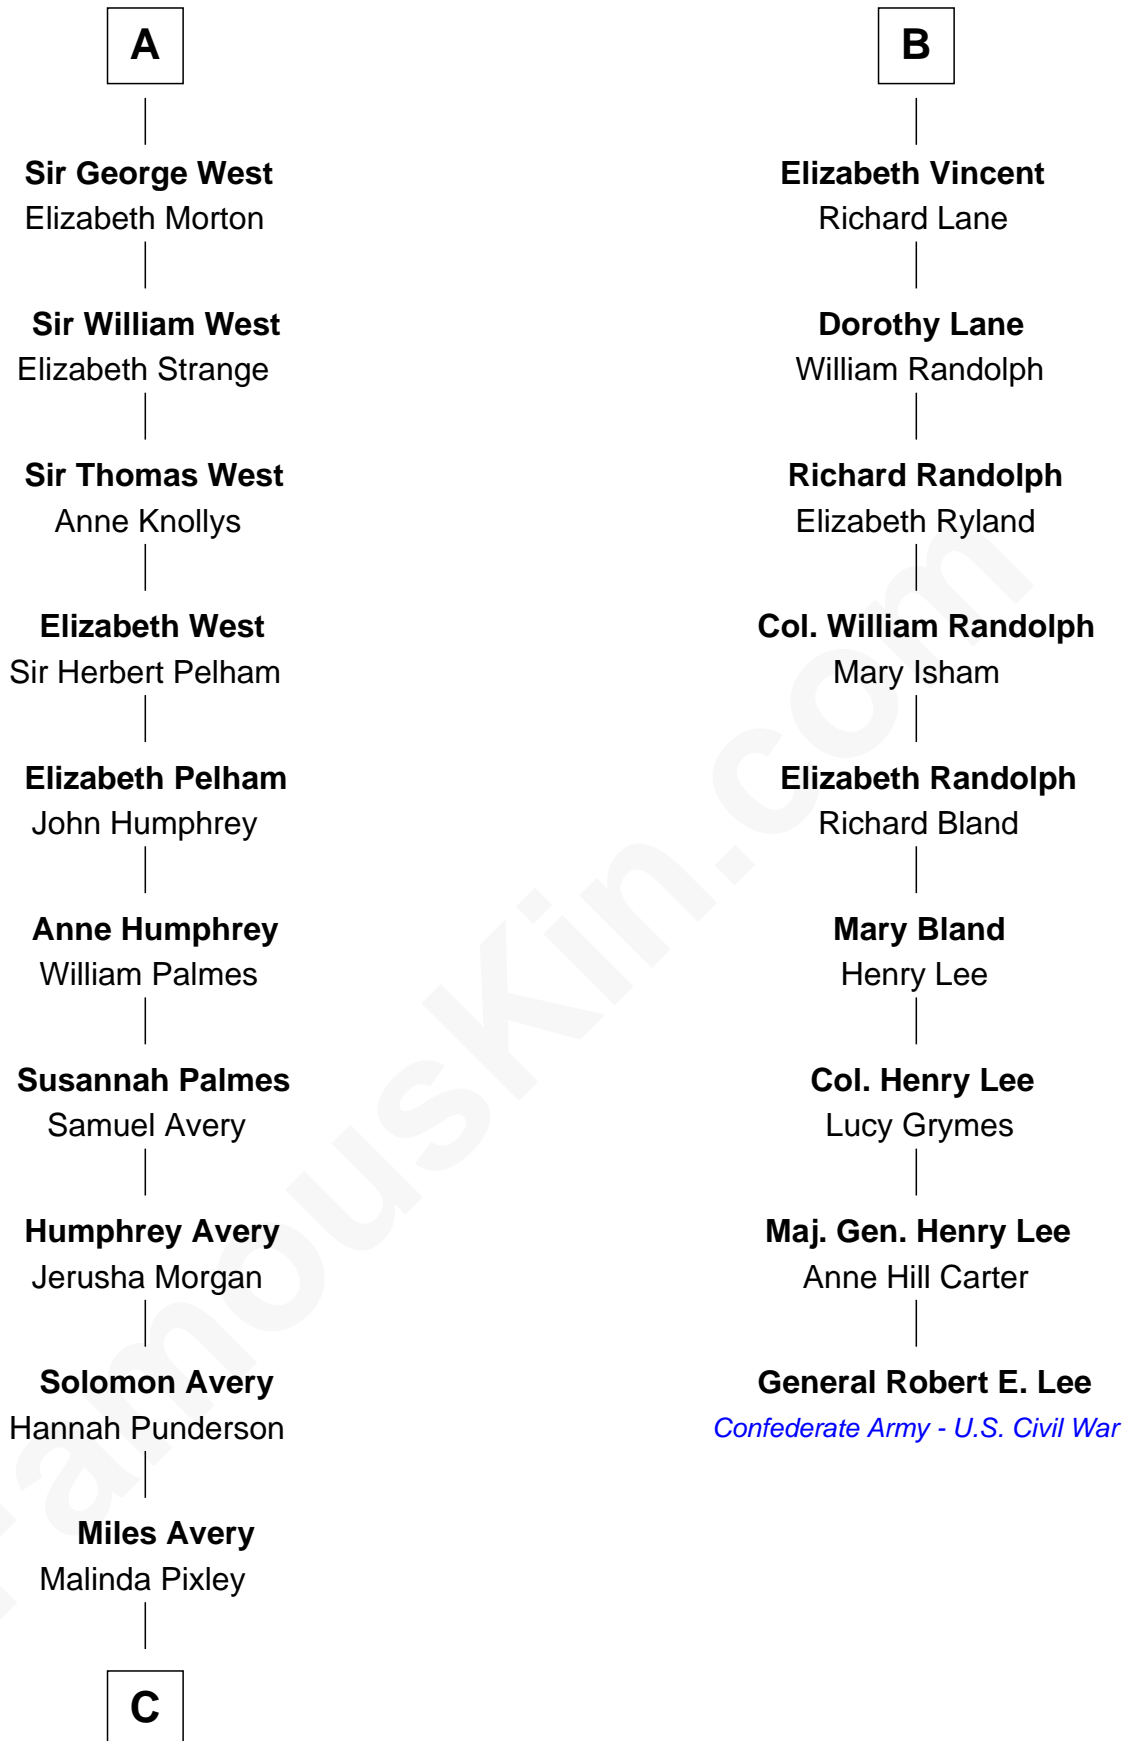 A
Sir George West
Elizabeth Morton
Sir William West
Elizabeth Strange
Sir Thomas West
Anne Knollys
Elizabeth West
Sir Herbert Pelham
Elizabeth Pelham
John Humphrey
Anne Humphrey
William Palmes
Susannah Palmes
Samuel Avery
Humphrey Avery
Jerusha Morgan
Solomon Avery
Hannah Punderson
Miles Avery
Malinda Pixley
C
B
Elizabeth Vincent
Richard Lane
Dorothy Lane
William Randolph
Richard Randolph
Elizabeth Ryland
Col. William Randolph
Mary Isham
Elizabeth Randolph
Richard Bland
Mary Bland
Henry Lee
Col. Henry Lee
Lucy Grymes
Maj. Gen. Henry Lee
Anne Hill Carter
General Robert E. Lee
Confederate Army - U.S. Civil War
FamousKin.com